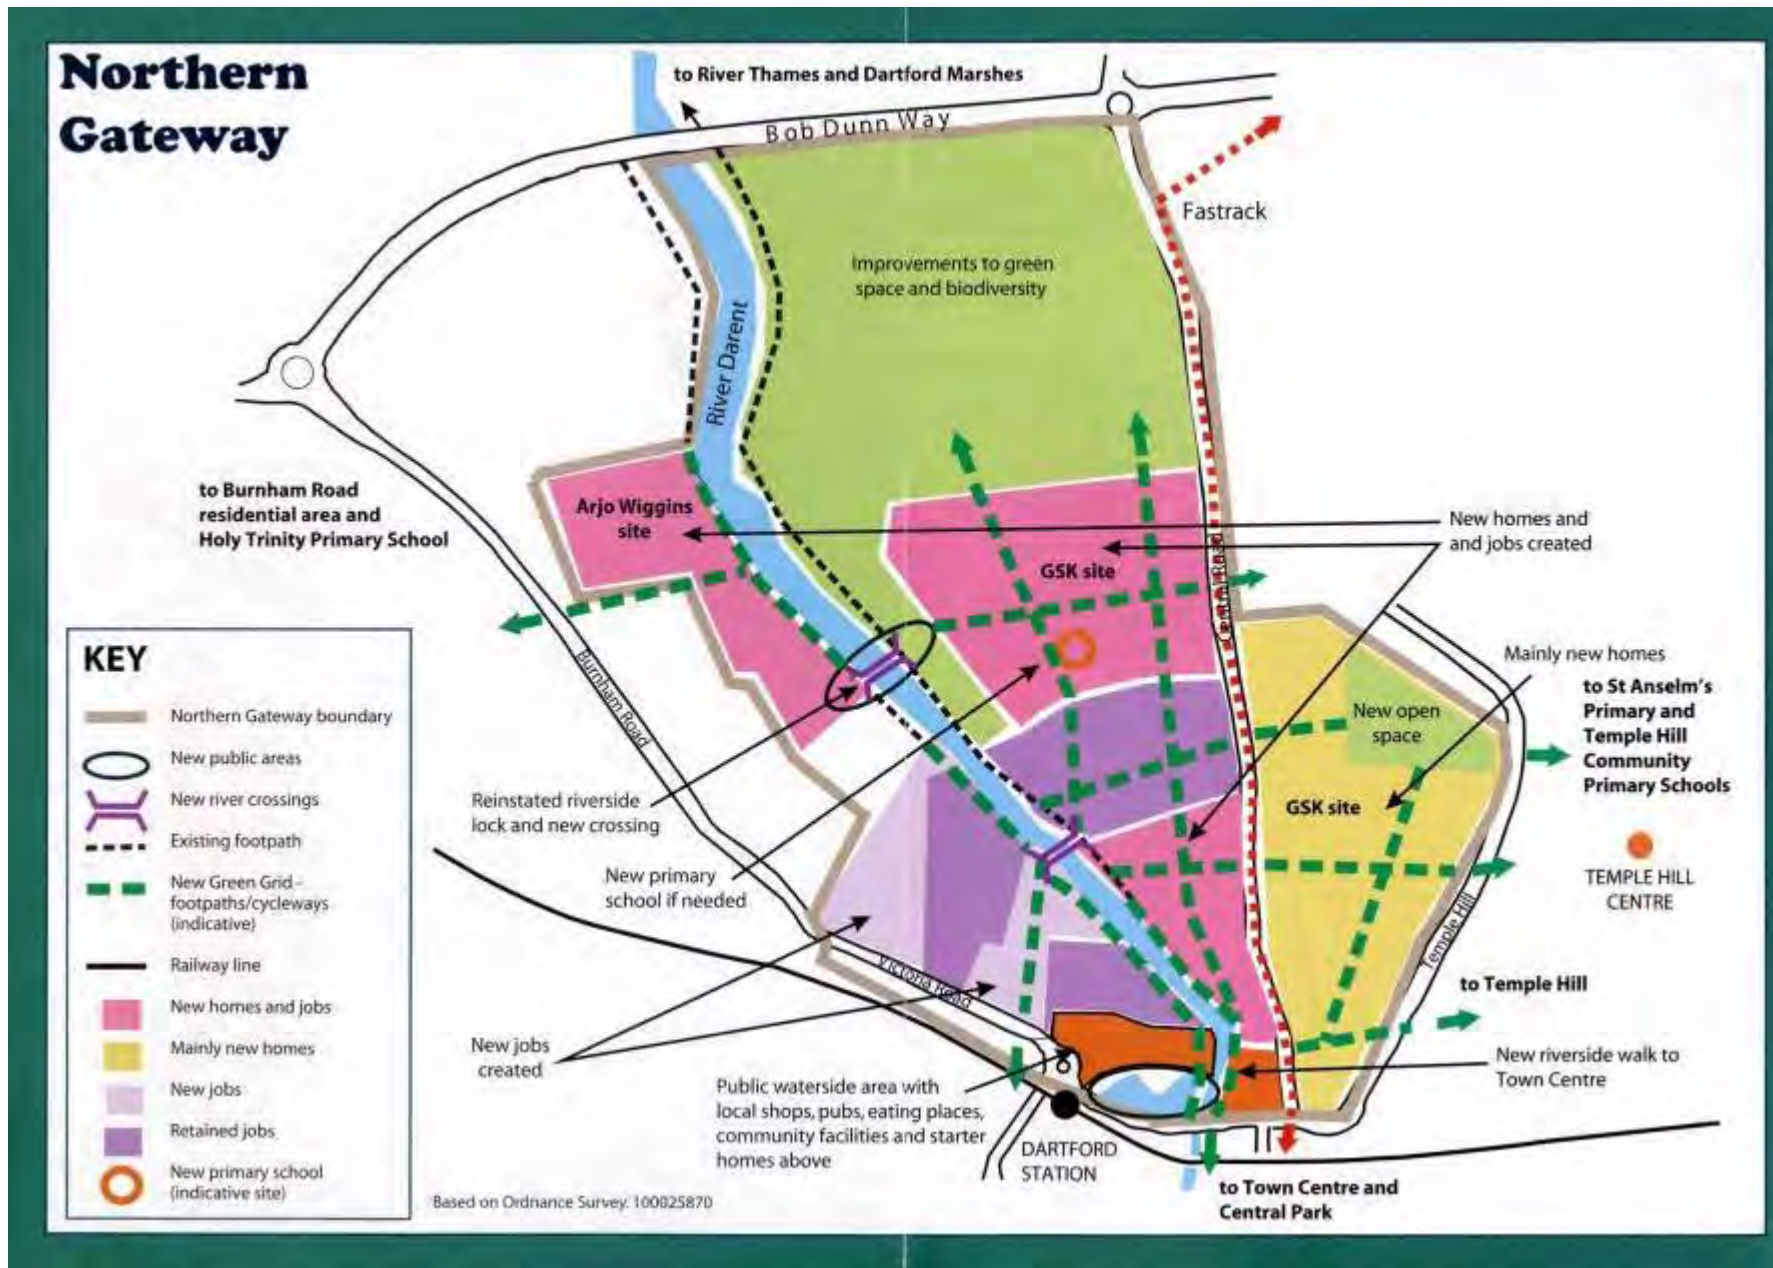 Northern
Gateway
to River Thames and Dartford Marshes
Bob Dunn Way
Fastrack
Improvements to green
space and biodiversity
River Darent
to Burnham Road
residential area and
Holy Trinity Primary School
Arjo Wiggins
site
New homes and
and jobs created
GSK site
Central Road
Mainly new homes
to St Anselm's
Primary and
Temple Hill
Community
Primary Schools
New open
space
GSK site
TEMPLE HILL
CENTRE
Temple Hill
to Temple Hill
Burnham Road
Reinstated riverside
lock and new crossing
New primary
school if needed
Victoria Road
New jobs
created
Public waterside area with
local shops, pubs, eating places,
community facilities and starter
homes above
New riverside walk to
Town Centre
DARTFORD
STATION
to Town Centre and
Central Park
Based on Ordnance Survey. 100025870
KEY
Northern Gateway boundary
New public areas
New river crossings
Existing footpath
New Green Grid -
footpaths/cycleways
(indicative)
Railway line
New homes and jobs
Mainly new homes
New jobs
Retained jobs
New primary school
(indicative site)